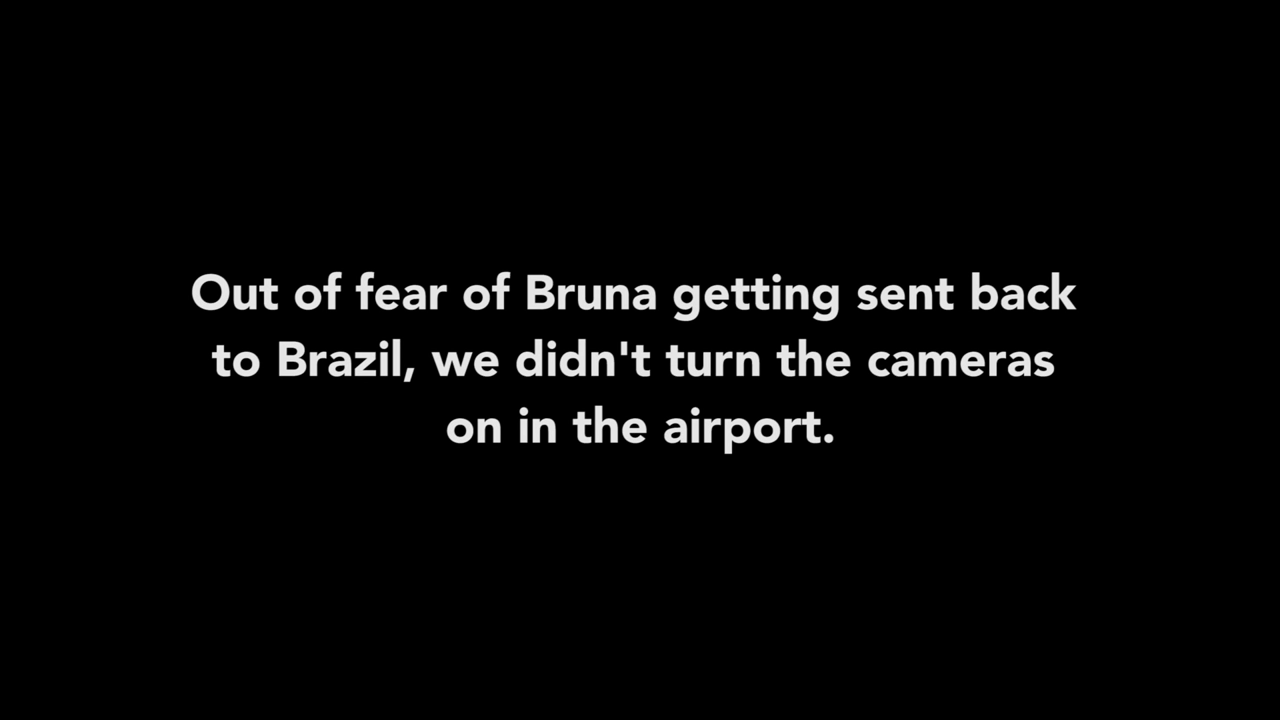 Out of fear of Bruna getting sent back
to Brazil, we didn't turn the cameras
on in the airport.